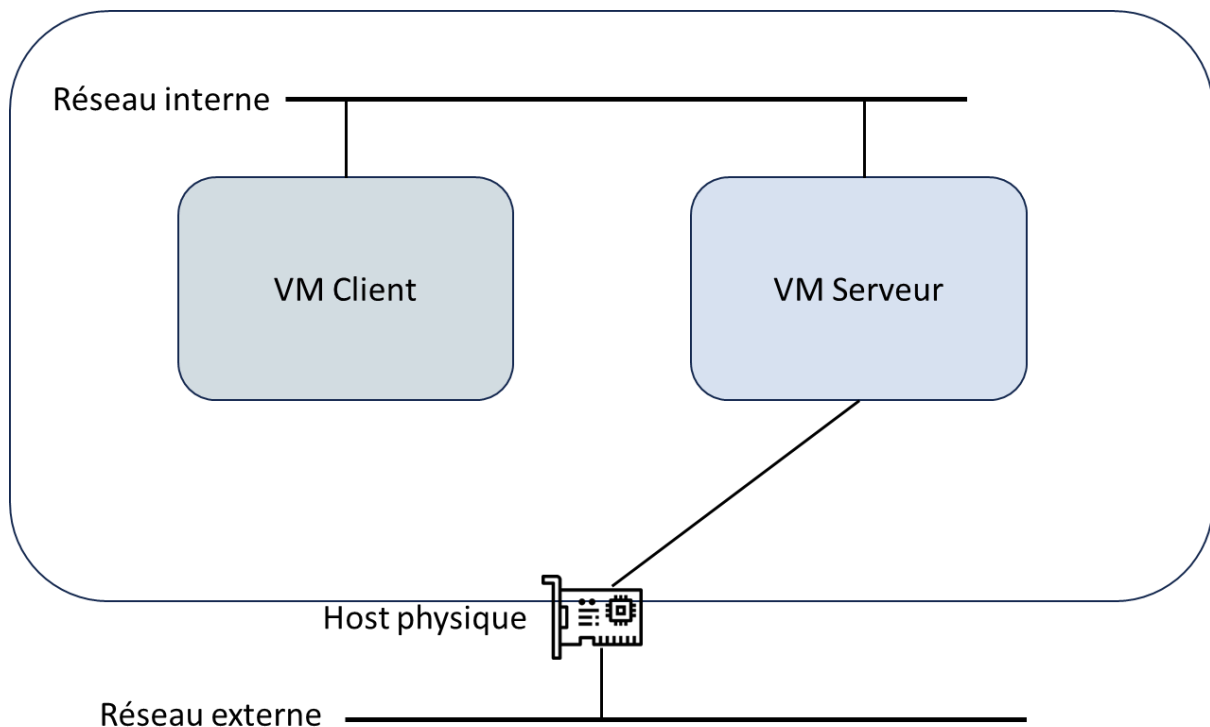 Réseau interne
VM Client
VM Serveur
Host physique
Réseau externe